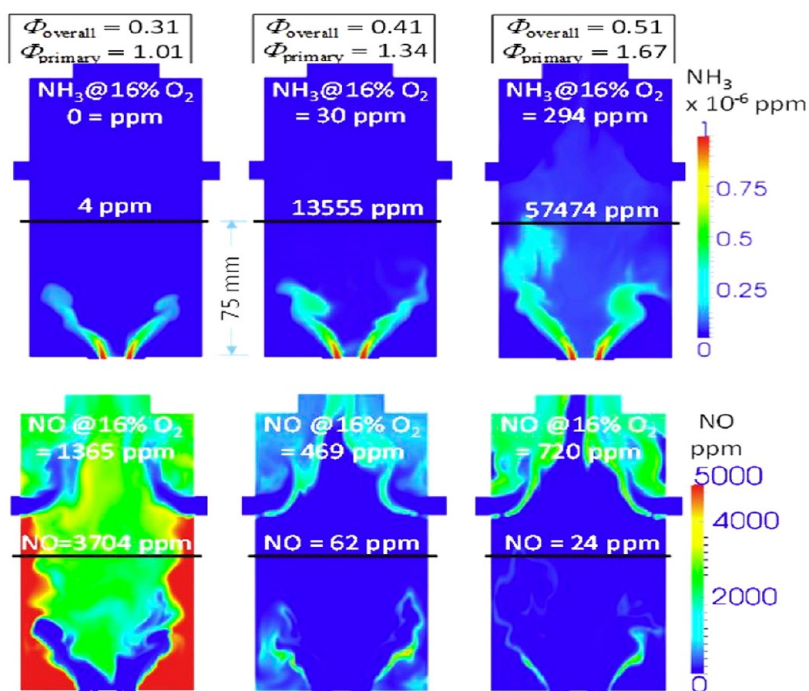 Φoverall = 0.31
Φprimary = 1.01
Φoverall = 0.41
Φprimary = 1.34
Φoverall = 0.51
Φprimary = 1.67
NH₃@16% O₂
0 = ppm
NH₃@16% O₂
= 30 ppm
NH₃@16% O₂
= 294 ppm
NH₃
x 10⁻⁶ ppm
1
0.75
0.5
0.25
0
4 ppm
13555 ppm
57474 ppm
75 mm
NO @16% O₂
= 1365 ppm
NO @16% O₂
= 469 ppm
NO @16% O₂
= 720 ppm
NO
ppm
5000
4000
2000
0
NO=3704 ppm
NO = 62 ppm
NO = 24 ppm